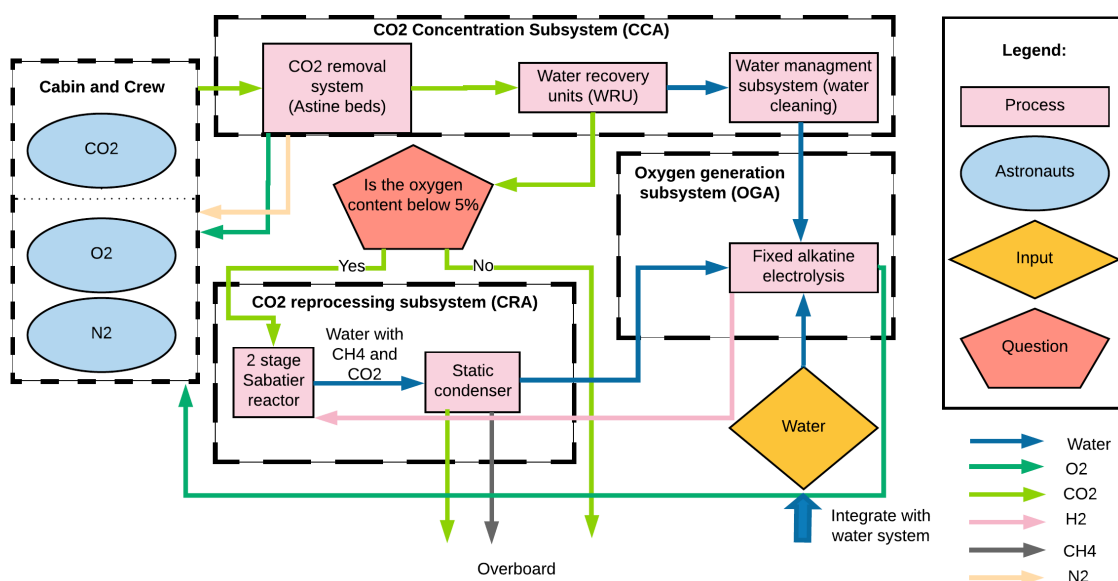 CO2 Concentration Subsystem (CCA)
CO2 removal
system
(Astine beds)
Water recovery
units (WRU)
Water managment
subsystem (water
cleaning)
Cabin and Crew
CO2
O2
N2
Is the oxygen
content below 5%
Yes
No
Oxygen generation
subsystem (OGA)
Fixed alkatine
electrolysis
CO2 reprocessing subsystem (CRA)
2 stage
Sabatier
reactor
Water with
CH4 and
CO2
Static
condenser
Water
Integrate with
water system
Overboard
Legend:
Process
Astronauts
Input
Question
Water
O2
CO2
H2
CH4
N2